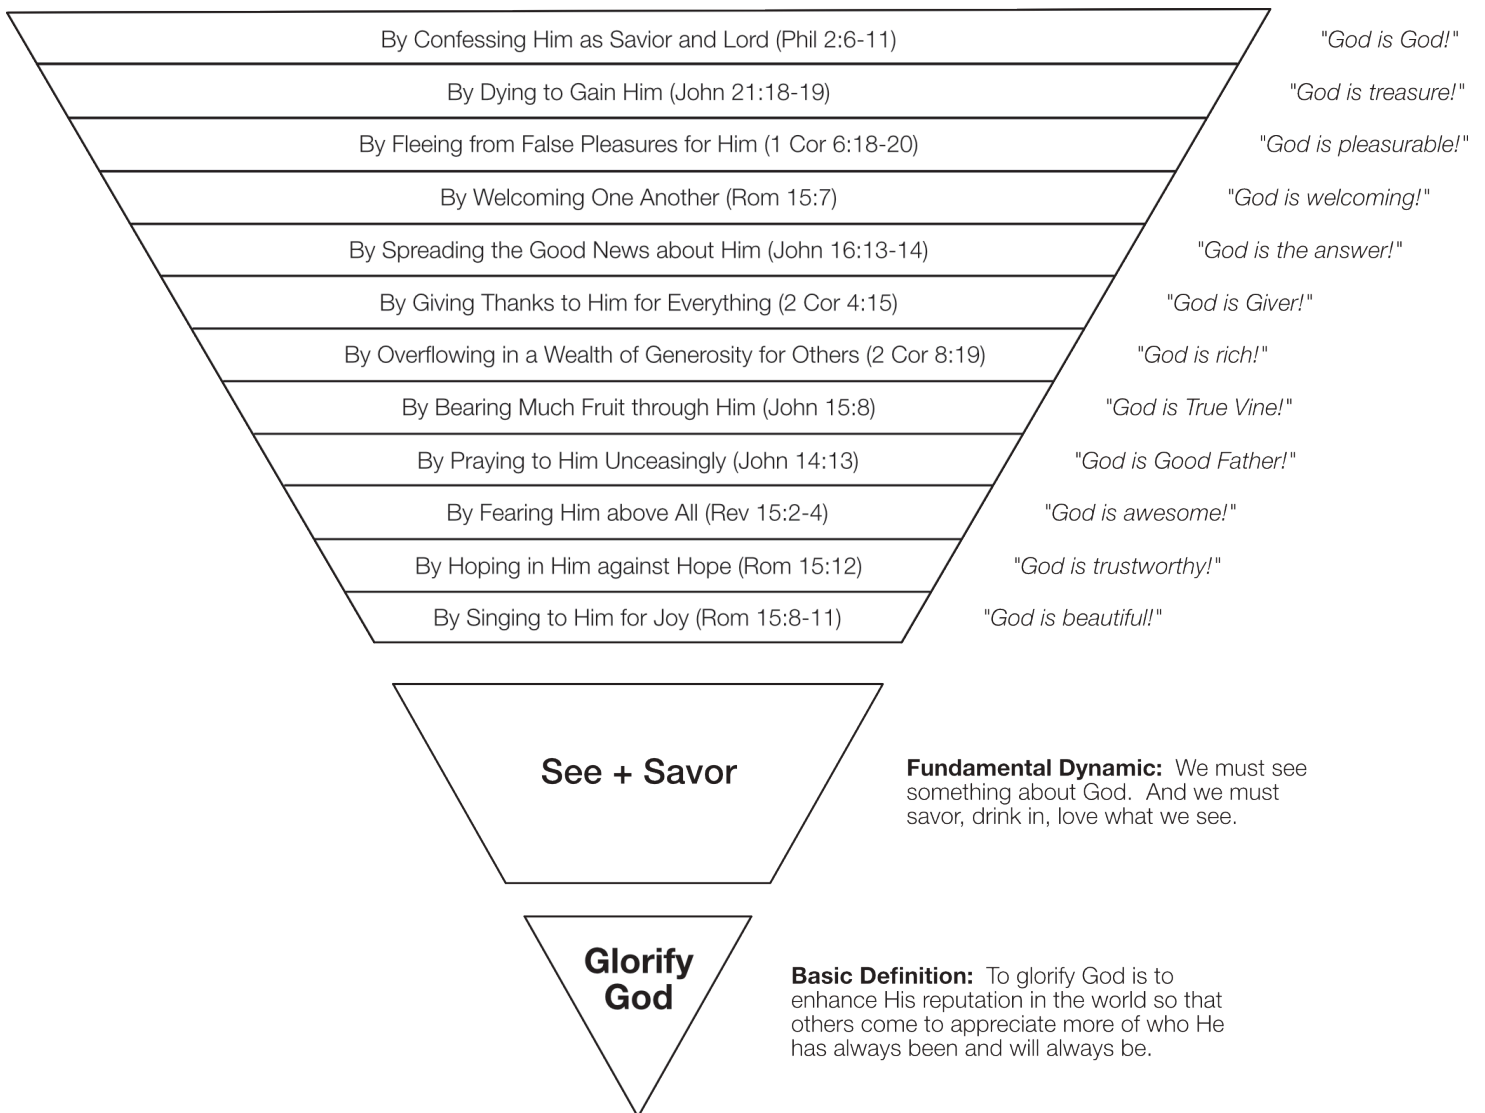 By Confessing Him as Savior and Lord (Phil 2:6-11) "God is God!"
By Dying to Gain Him (John 21:18-19) "God is treasure!"
By Fleeing from False Pleasures for Him (1 Cor 6:18-20) "God is pleasurable!"
By Welcoming One Another (Rom 15:7) "God is welcoming!"
By Spreading the Good News about Him (John 16:13-14) "God is the answer!"
By Giving Thanks to Him for Everything (2 Cor 4:15) "God is Giver!"
By Overflowing in a Wealth of Generosity for Others (2 Cor 8:19) "God is rich!"
By Bearing Much Fruit through Him (John 15:8) "God is True Vine!"
By Praying to Him Unceasingly (John 14:13) "God is Good Father!"
By Fearing Him above All (Rev 15:2-4) "God is awesome!"
By Hoping in Him against Hope (Rom 15:12) "God is trustworthy!"
By Singing to Him for Joy (Rom 15:8-11) "God is beautiful!"
See + Savor
Fundamental Dynamic: We must see
something about God. And we must
savor, drink in, love what we see.
Glorify
God
Basic Definition: To glorify God is to
enhance His reputation in the world so that
others come to appreciate more of who He
has always been and will always be.